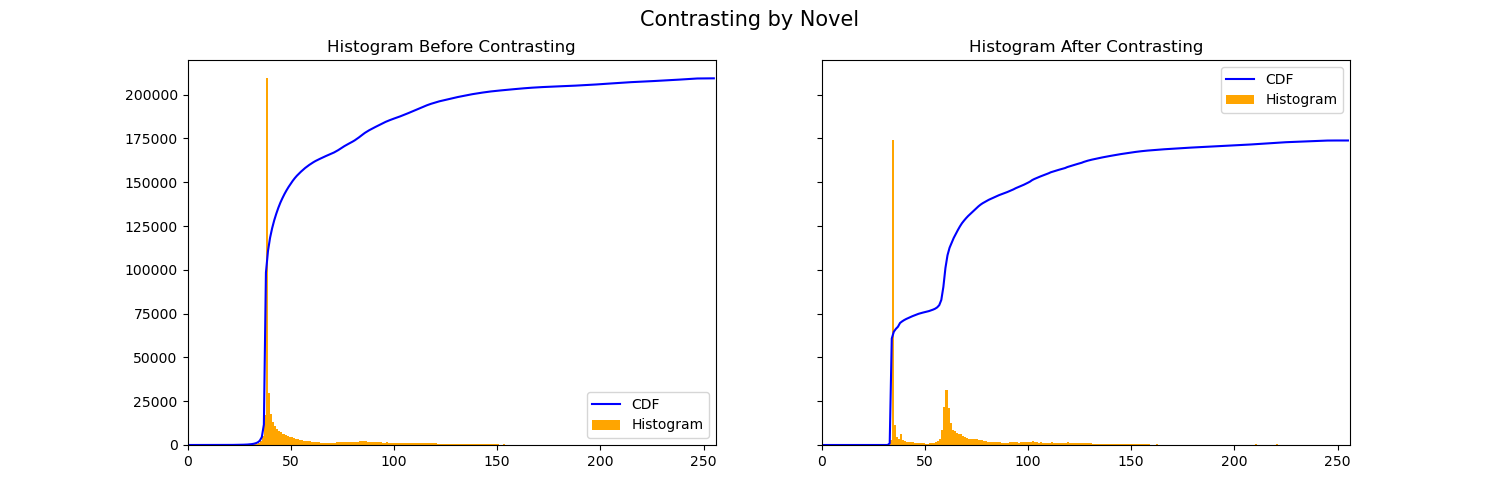 Contrasting by Novel
Histogram Before Contrasting
200000
175000
150000
125000
100000
75000
50000
25000
0
0 50 100 150 200 250
CDF
Histogram
Histogram After Contrasting
CDF
Histogram
0 50 100 150 200 250